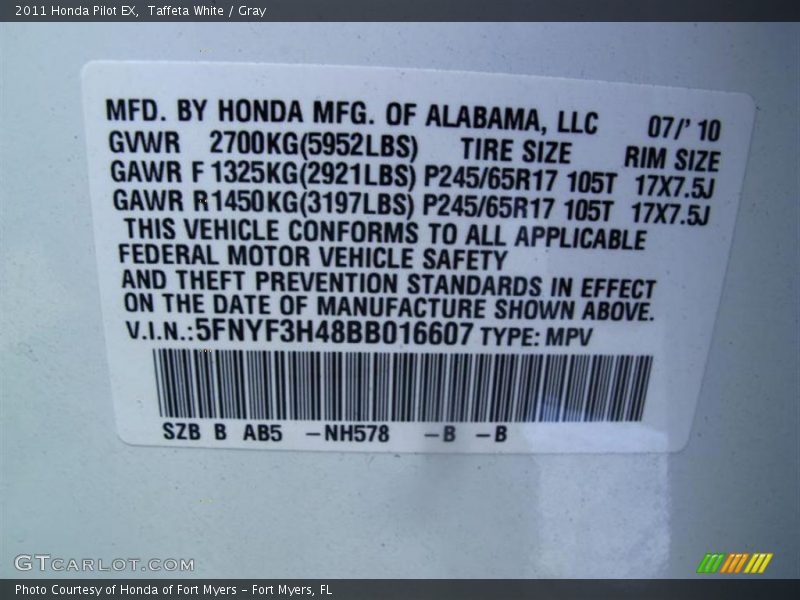 2011 Honda Pilot EX, Taffeta White / Gray
MFD. BY HONDA MFG. OF ALABAMA, LLC 07/' 10
GVWR 2700KG(5952LBS) TIRE SIZE RIM SIZE
GAWR F 1325KG(2921LBS) P245/65R17 105T 17X7.5J
GAWR R1450KG(3197LBS) P245/65R17 105T 17X7.5J
THIS VEHICLE CONFORMS TO ALL APPLICABLE
FEDERAL MOTOR VEHICLE SAFETY
AND THEFT PREVENTION STANDARDS IN EFFECT
ON THE DATE OF MANUFACTURE SHOWN ABOVE.
V.I.N.:5FNYF3H48BB016607 TYPE: MPV
SZB B AB5 -NH578 -B -B
GTCARLOT.COM
Photo Courtesy of Honda of Fort Myers - Fort Myers, FL